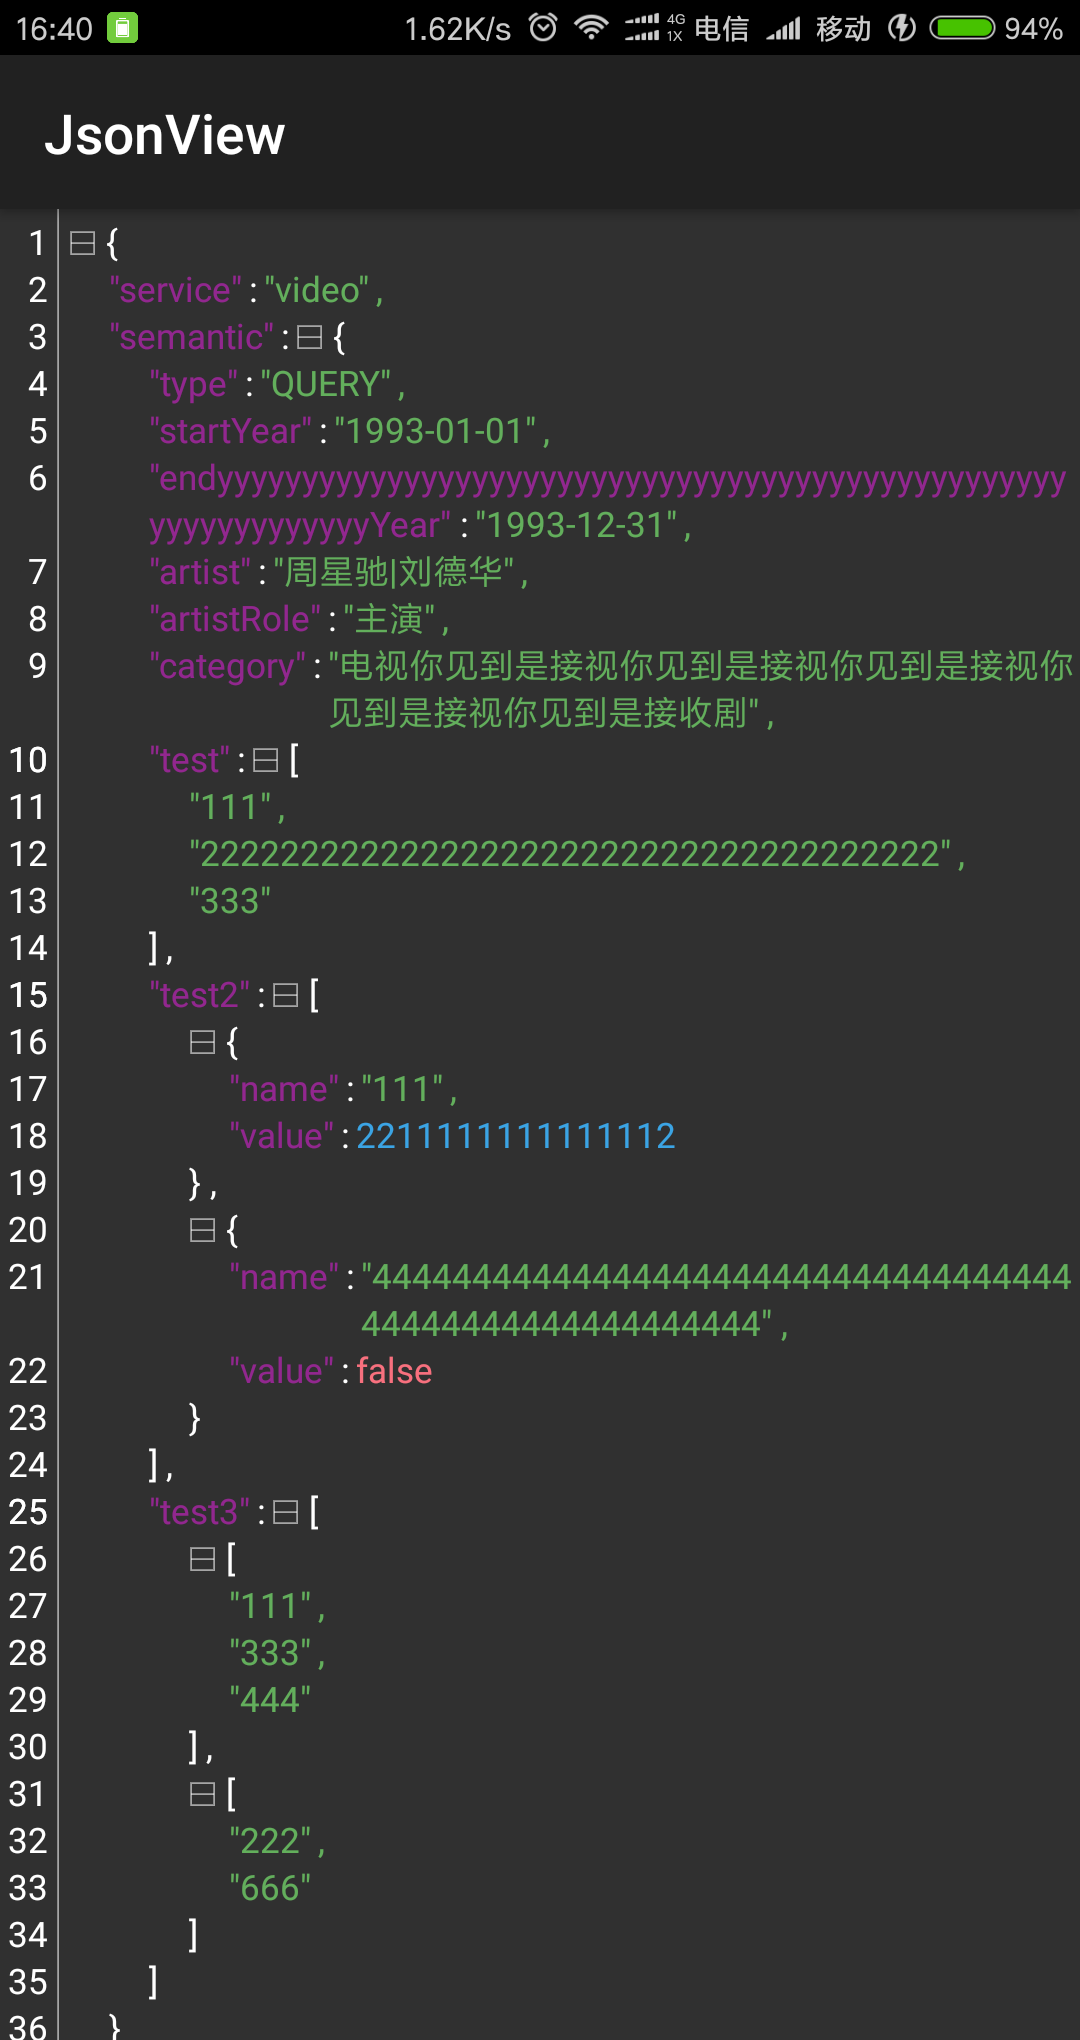 16:40 1.62K/s 4G 1X 电信 移动 94%
JsonView
1 {
2 "service":"video",
3 "semantic":{
4 "type":"QUERY",
5 "startYear":"1993-01-01",
6 "endyyyyyyyyyyyyyyyyyyyyyyyyyyyyyyyyyyyyyyyyyyyyyyyyyy
yyyyyyyyyyyyyYear":"1993-12-31",
7 "artist":"周星驰|刘德华",
8 "artistRole":"主演",
9 "category":"电视你见到是接视你见到是接视你见到是接视你
见到是接视你见到是接收剧",
10 "test":[
11 "111",
12 "2222222222222222222222222222222222222",
13 "333"
14 ],
15 "test2":[
16 {
17 "name":"111",
18 "value":2211111111111112
19 },
20 {
21 "name":"44444444444444444444444444444444444
44444444444444444444",
22 "value":false
23 }
24 ],
25 "test3":[
26 [
27 "111",
28 "333",
29 "444"
30 ],
31 [
32 "222",
33 "666"
34 ]
35 ]
36 }